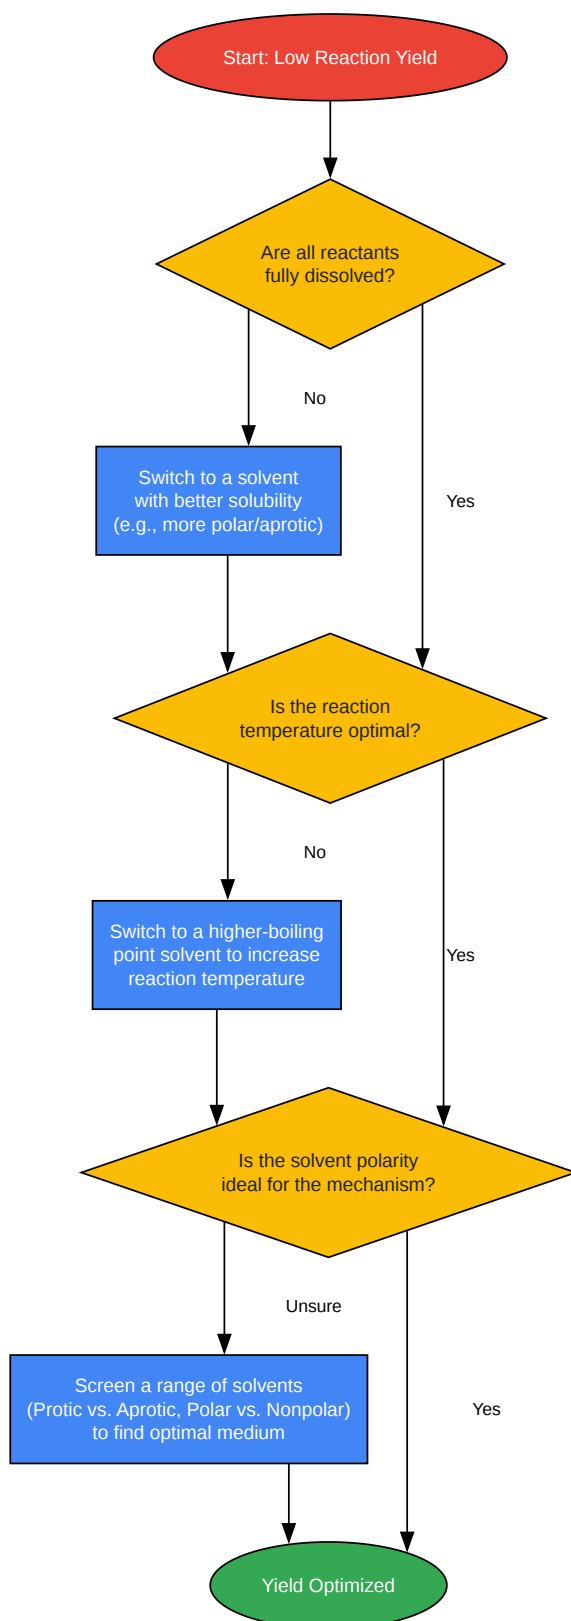 Start: Low Reaction Yield
Are all reactants
fully dissolved?
No
Switch to a solvent
with better solubility
(e.g., more polar/aprotic)
Yes
Is the reaction
temperature optimal?
No
Switch to a higher-boiling
point solvent to increase
reaction temperature
Yes
Is the solvent polarity
ideal for the mechanism?
Unsure
Screen a range of solvents
(Protic vs. Aprotic, Polar vs. Nonpolar)
to find optimal medium
Yes
Yield Optimized